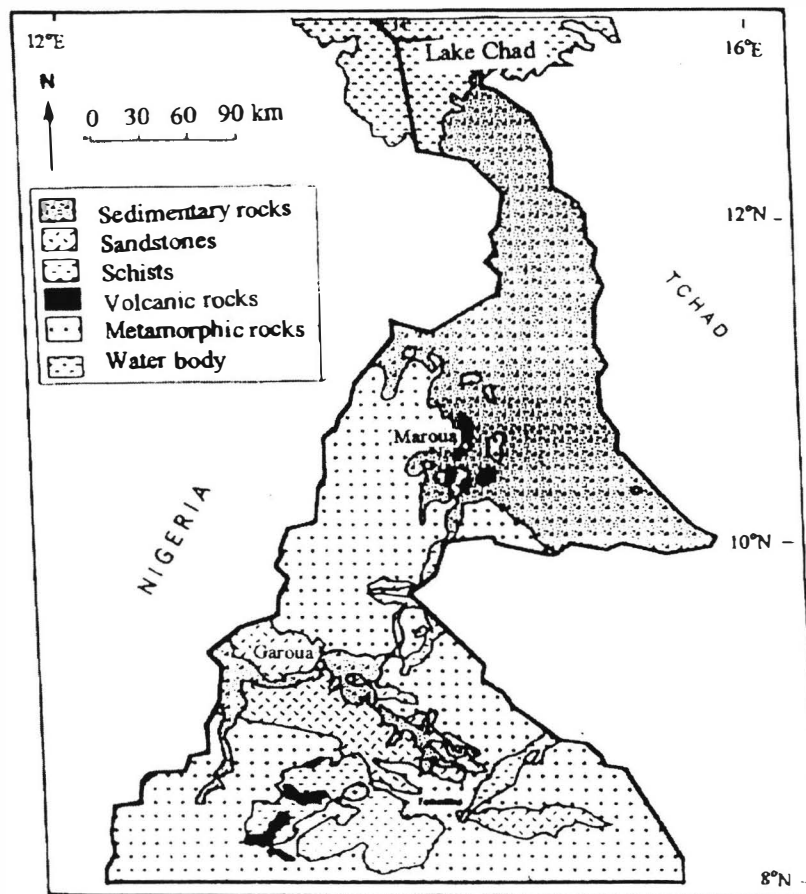 12°E
16°E
Lake Chad
N
0 30 60 90 km
Sedimentary rocks
Sandstones
Schists
Volcanic rocks
Metamorphic rocks
Water body
12°N
TCHAD
Maroua
NIGERIA
10°N
Garoua
8°N